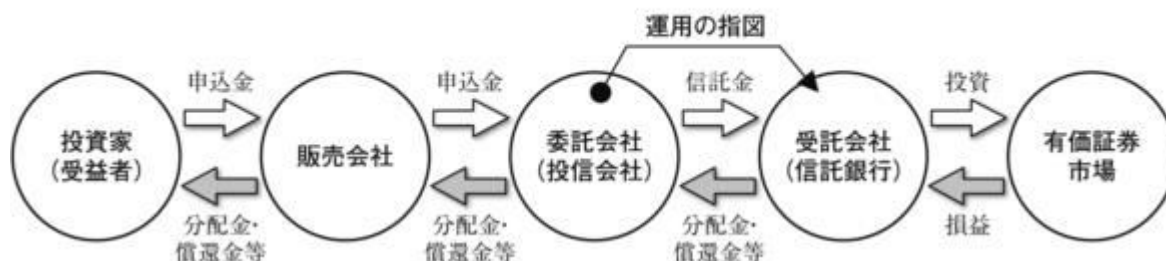 運用の指図
申込金
申込金
信託金
投資
投資家
(受益者)
販売会社
委託会社
(投信会社)
受託会社
(信託銀行)
有価証券
市場
分配金・
償還金等
分配金・
償還金等
分配金・
償還金等
損益